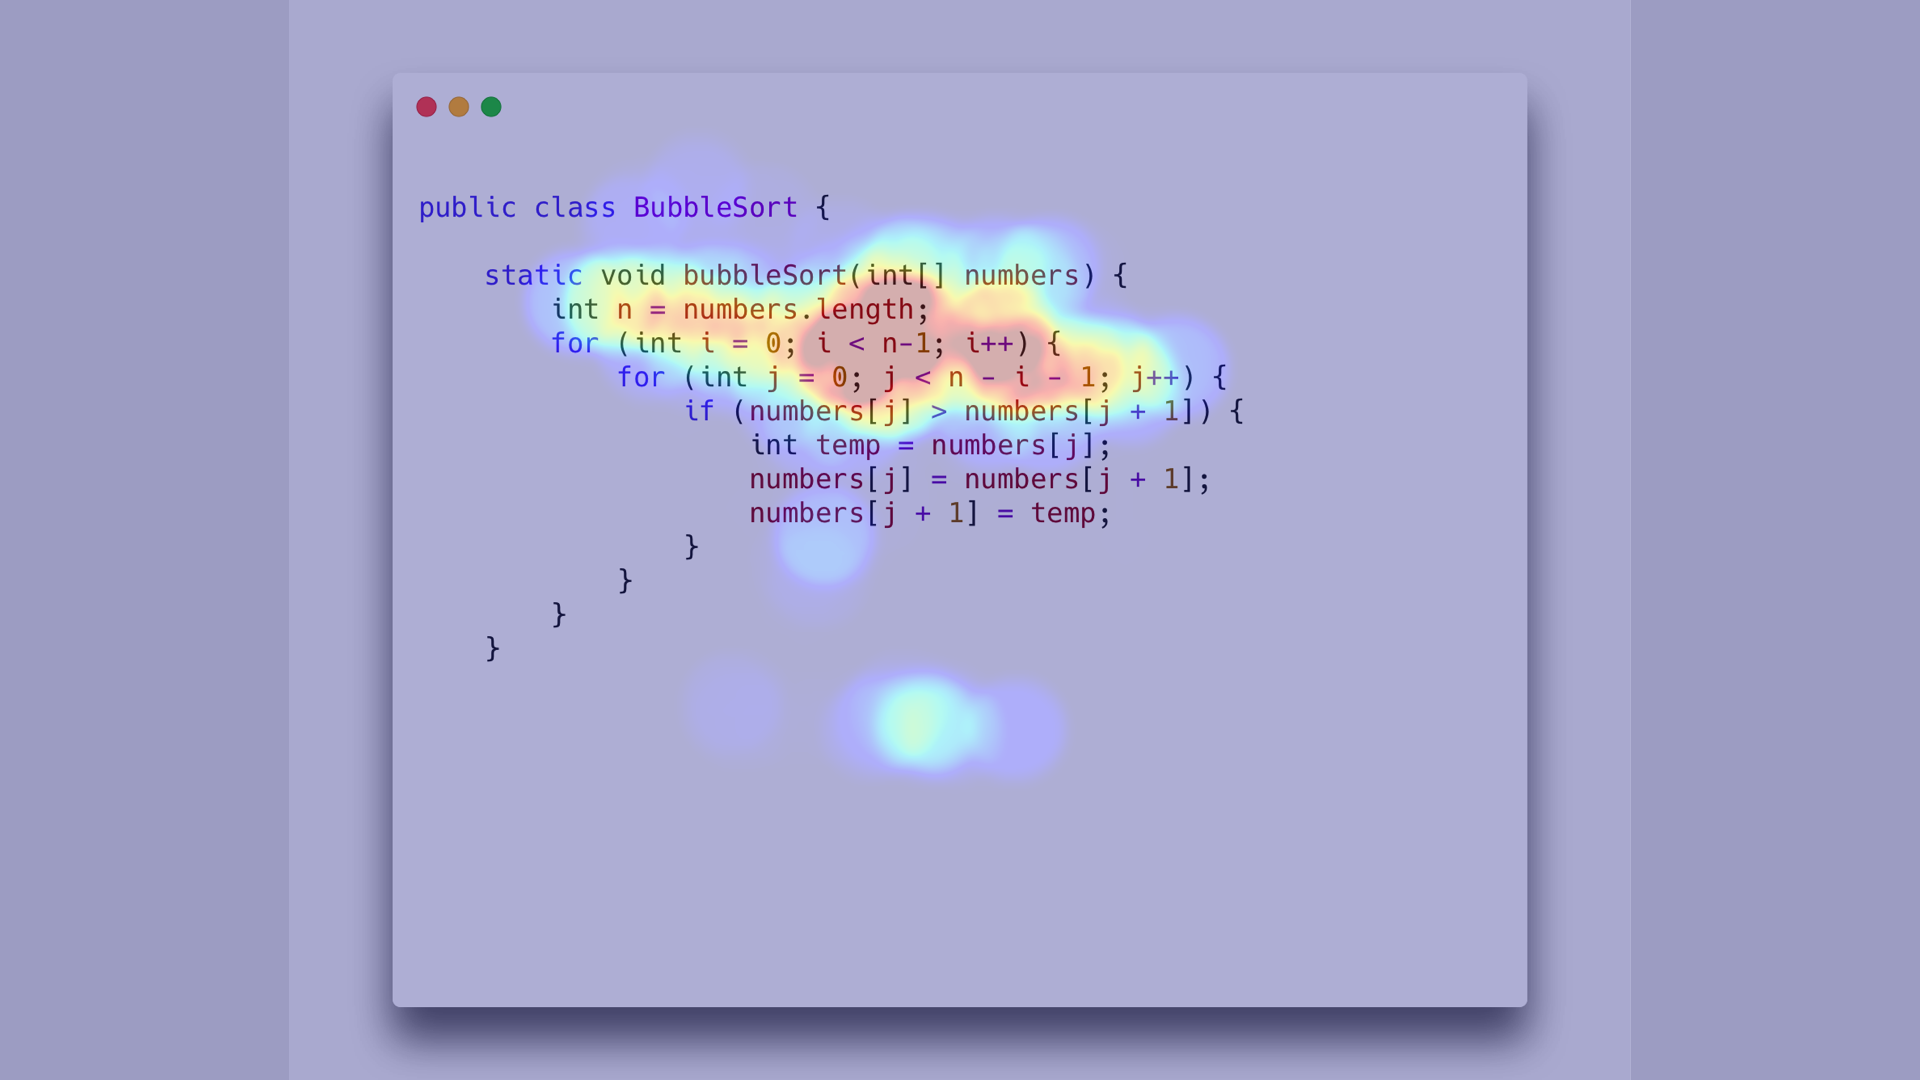 public class BubbleSort {
static void bubbleSort(int[] numbers) {
int n = numbers.length;
for (int i = 0; i < n-1; i++) {
for (int j = 0; j < n - i - 1; j++) {
if (numbers[j] > numbers[j + 1]) {
int temp = numbers[j];
numbers[j] = numbers[j + 1];
numbers[j + 1] = temp;
}
}
}
}